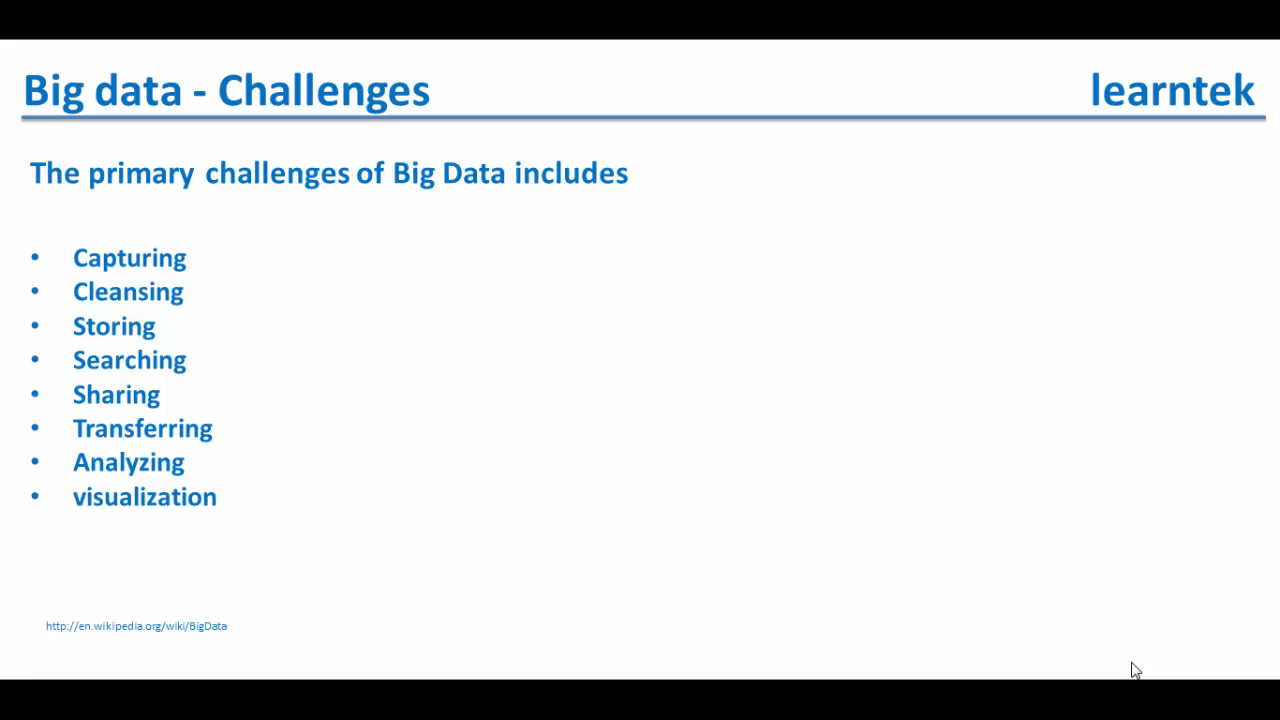 Big data - Challenges
learntek
The primary challenges of Big Data includes
• Capturing
• Cleansing
• Storing
• Searching
• Sharing
• Transferring
• Analyzing
• visualization
http://en.wikipedia.org/wiki/BigData